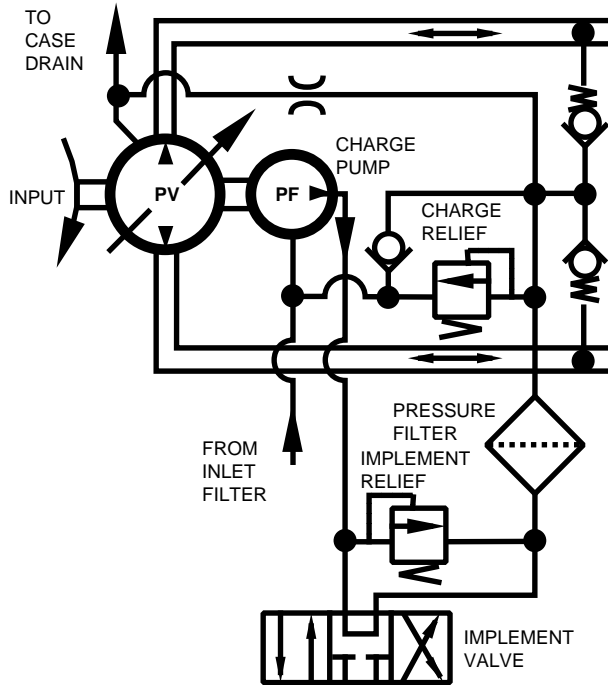 TO
CASE
DRAIN
CHARGE
PUMP
INPUT
PV
PF
CHARGE
RELIEF
PRESSURE
FILTER
FROM
INLET
FILTER
IMPLEMENT
RELIEF
IMPLEMENT
VALVE